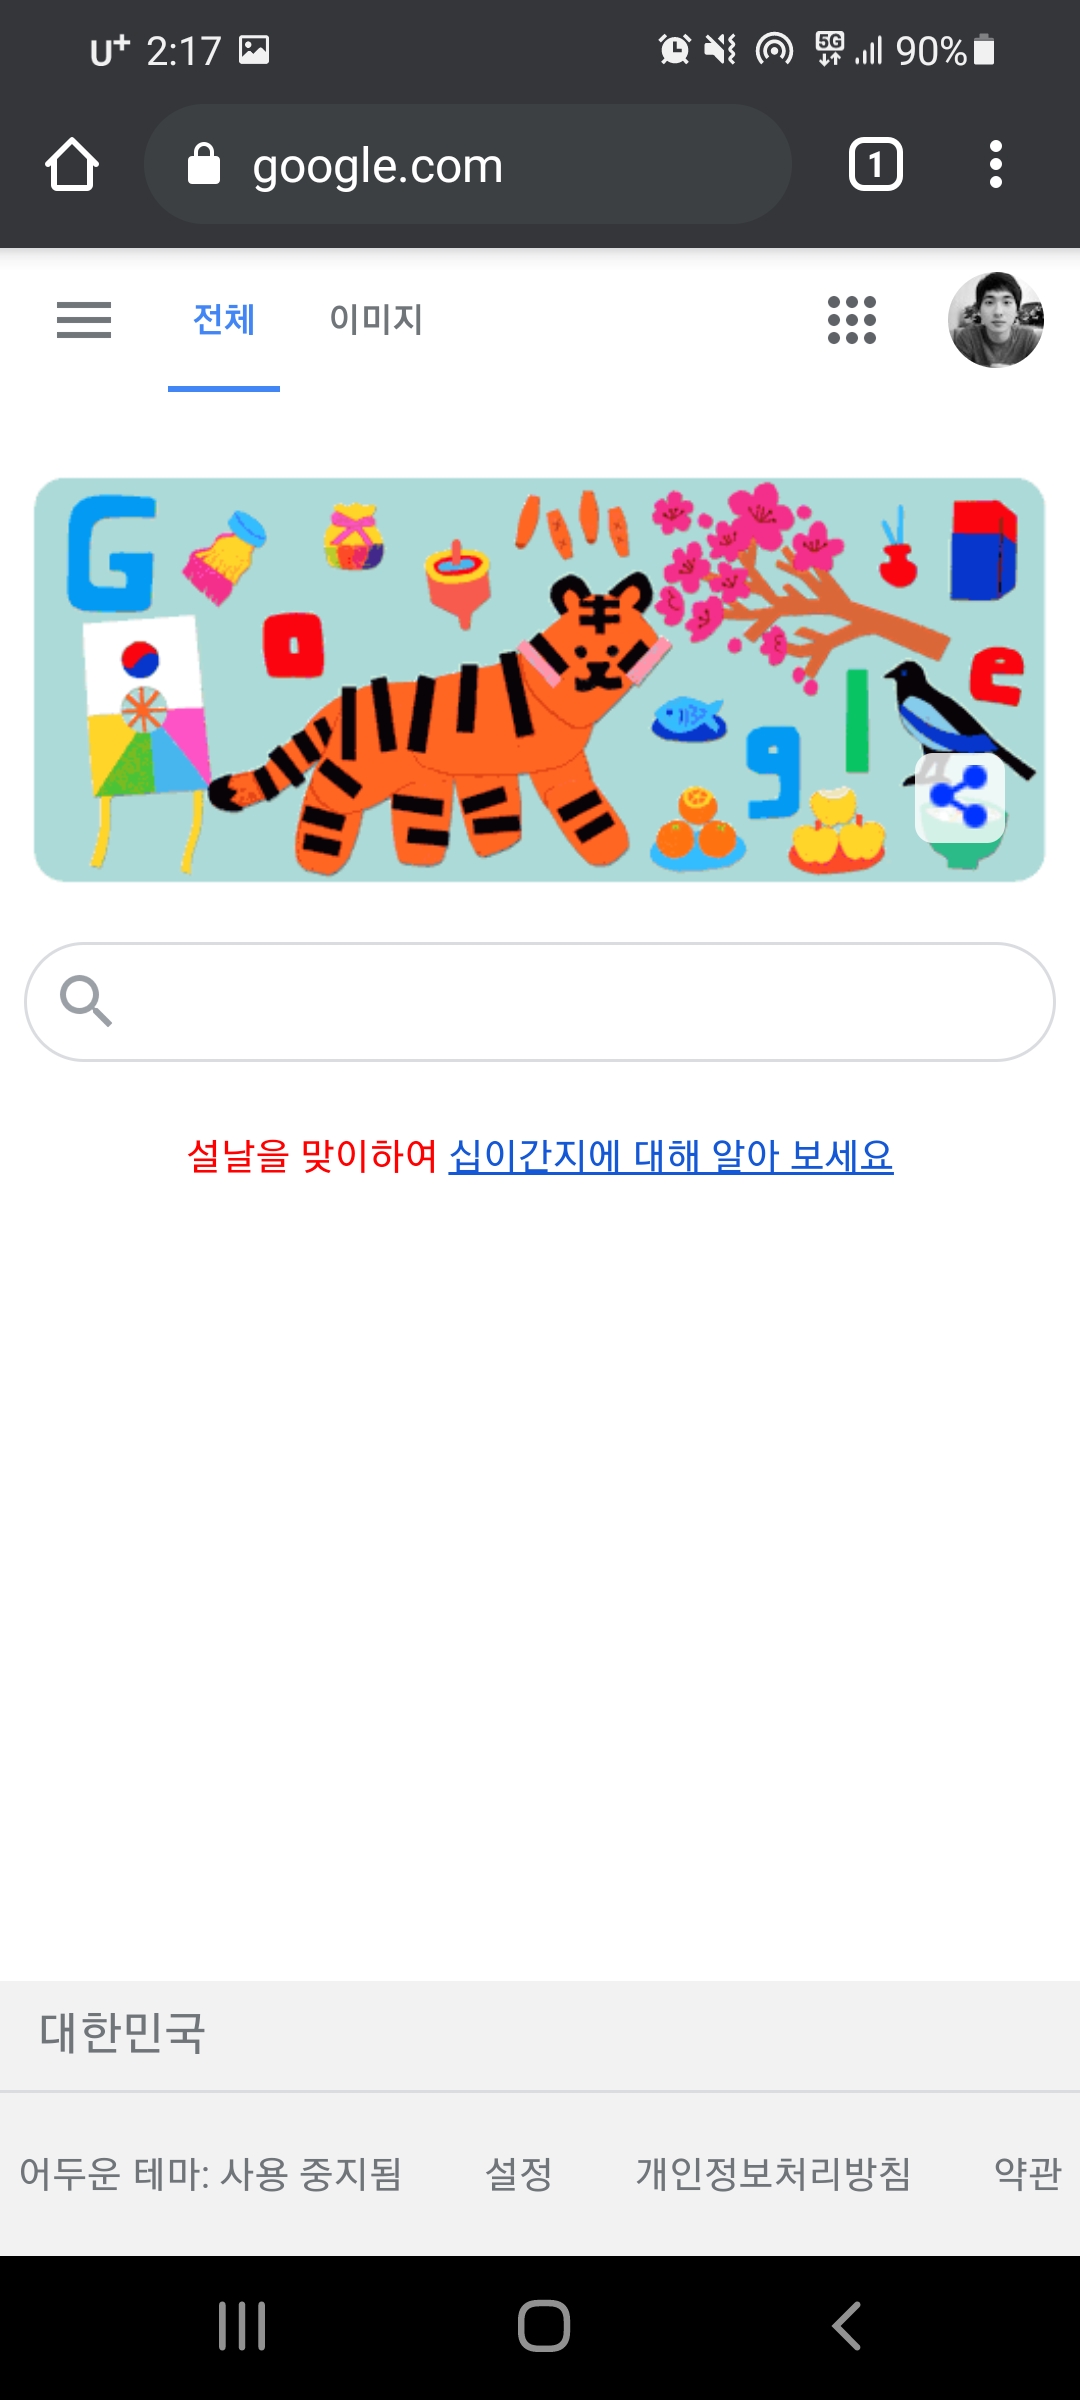 U+ 2:17 5G 90%
google.com 1
전체 이미지
G o o g l e
설날을 맞이하여 십이간지에 대해 알아 보세요
대한민국
어두운 테마: 사용 중지됨 설정 개인정보처리방침 약관